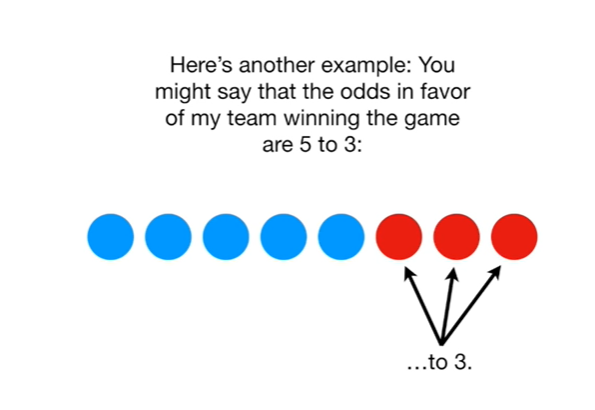 Here’s another example: You
might say that the odds in favor
of my team winning the game
are 5 to 3:
…to 3.